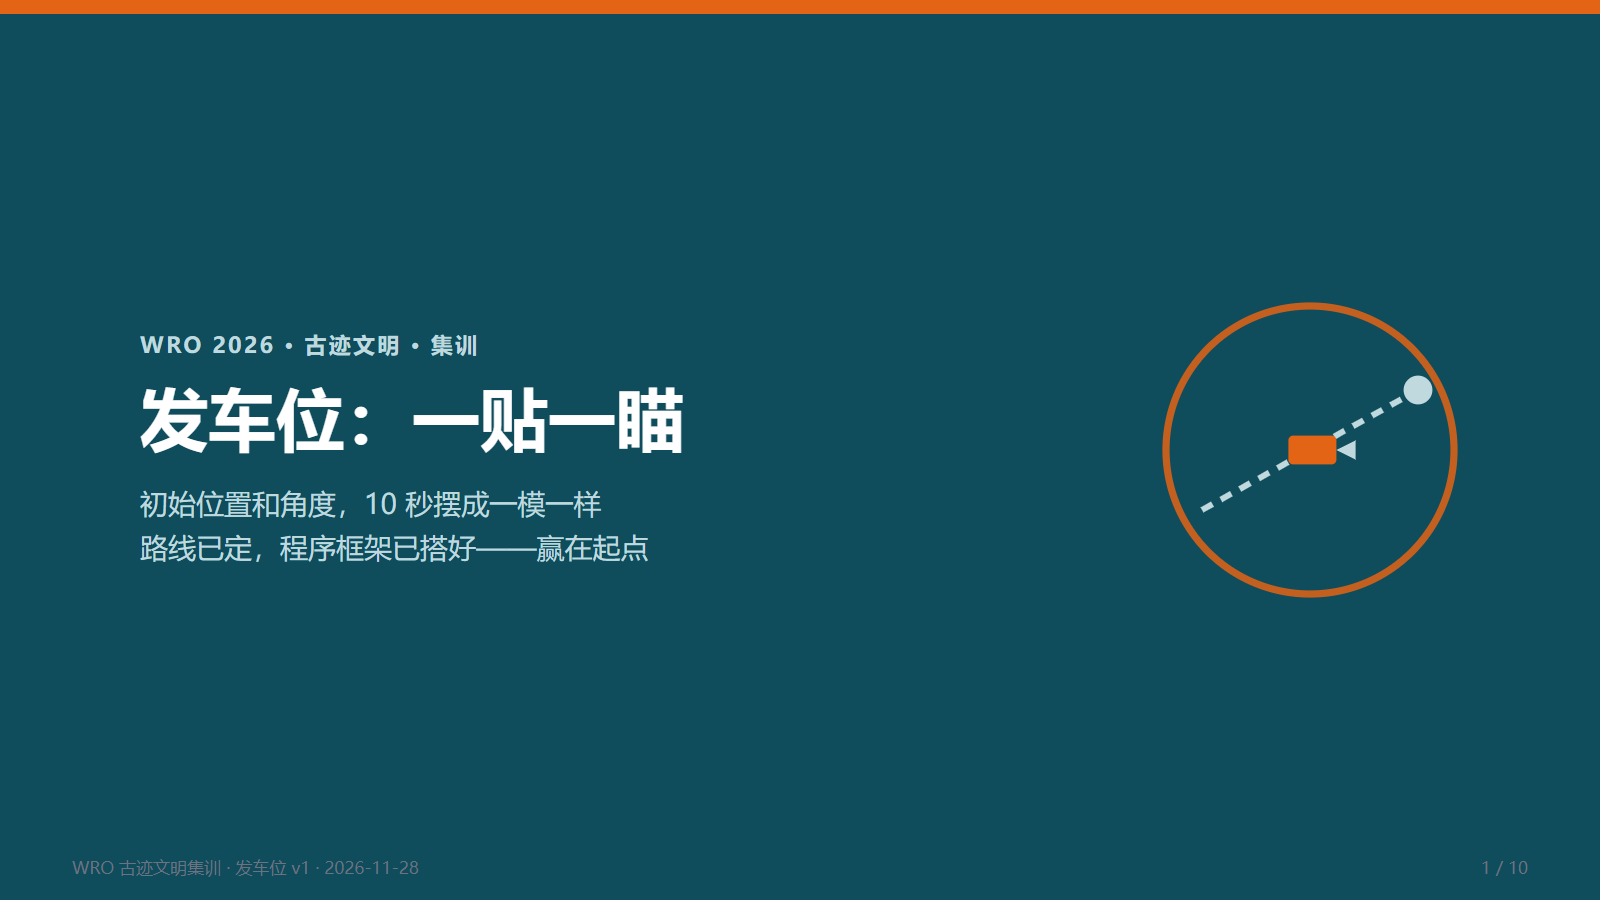 WRO 2026 · 古迹文明 · 集训
发车位：一贴一瞄
初始位置和角度，10 秒摆成一模一样
路线已定，程序框架已搭好——赢在起点
WRO 古迹文明集训 · 发车位 v1 · 2026-11-28
1 / 10